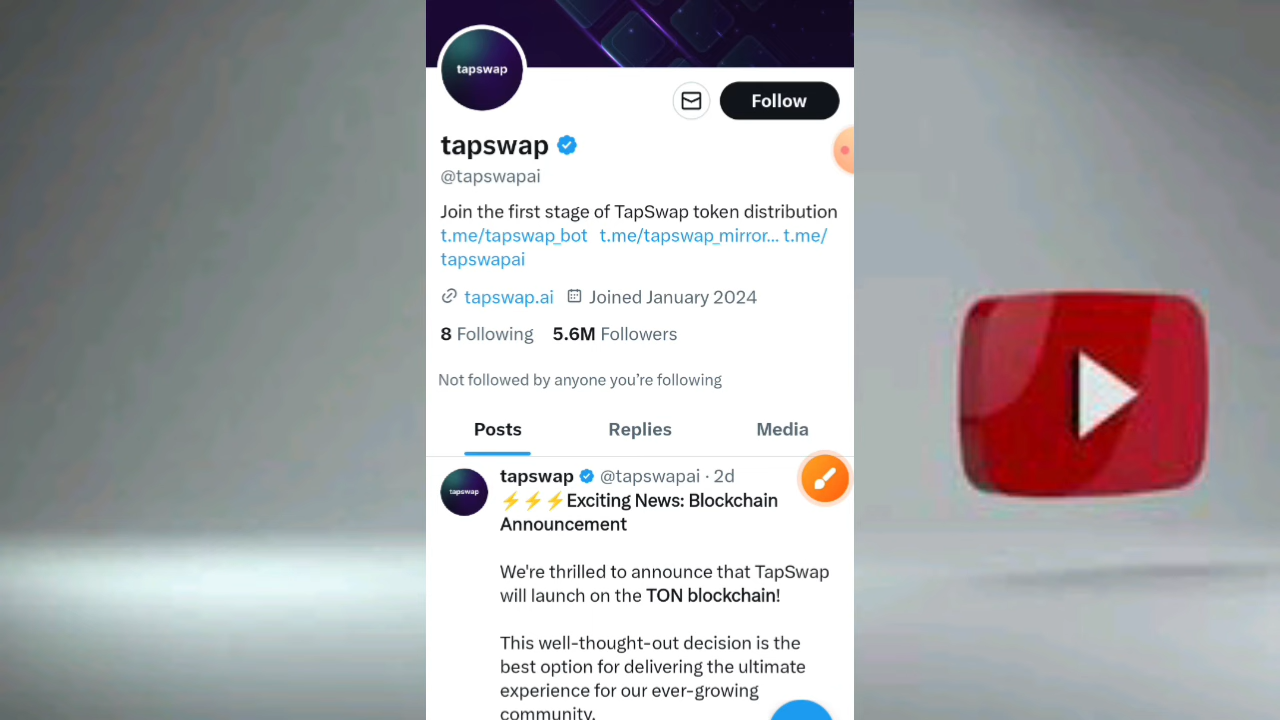 tapswap
Follow
tapswap
@tapswapai
Join the first stage of TapSwap token distribution
t.me/tapswap_bot t.me/tapswap_mirror... t.me/
tapswapai
tapswap.ai Joined January 2024
8 Following 5.6M Followers
Not followed by anyone you’re following
Posts Replies Media
tapswap
tapswap @tapswapai · 2d
⚡⚡⚡Exciting News: Blockchain
Announcement
We're thrilled to announce that TapSwap
will launch on the TON blockchain!
This well-thought-out decision is the
best option for delivering the ultimate
experience for our ever-growing
community.